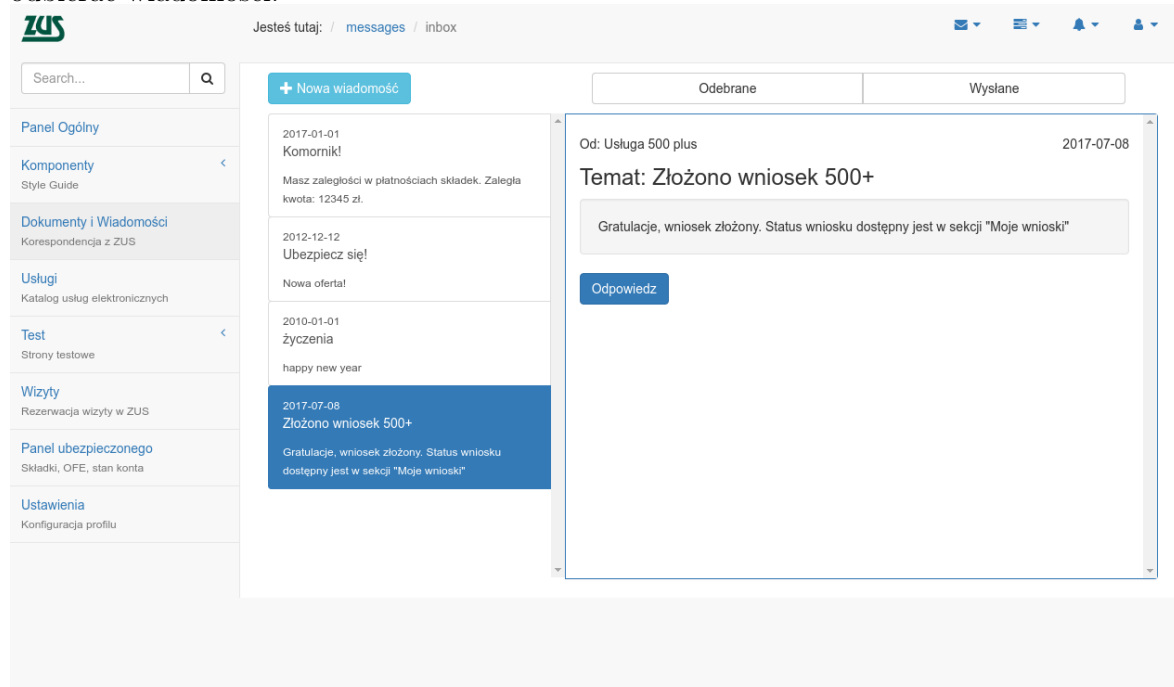 ZUS
Jesteś tutaj: / messages / inbox
Search...
Panel Ogólny
Komponenty
Style Guide
Dokumenty i Wiadomości
Korespondencja z ZUS
Usługi
Katalog usług elektronicznych
Test
Strony testowe
Wizyty
Rezerwacja wizyty w ZUS
Panel ubezpieczonego
Składki, OFE, stan konta
Ustawienia
Konfiguracja profilu
Nowa wiadomość
2017-01-01
Komornik!
Masz zaległości w płatnościach składek. Zaległa
kwota: 12345 zł.
2012-12-12
Ubezpiecz się!
Nowa oferta!
2010-01-01
życzenia
happy new year
2017-07-08
Złożono wniosek 500+
Gratulacje, wniosek złożony. Status wniosku
dostępny jest w sekcji "Moje wnioski"
Odebrane
Wysłane
Od: Usługa 500 plus 2017-07-08
Temat: Złożono wniosek 500+
Gratulacje, wniosek złożony. Status wniosku dostępny jest w sekcji "Moje wnioski"
Odpowiedz